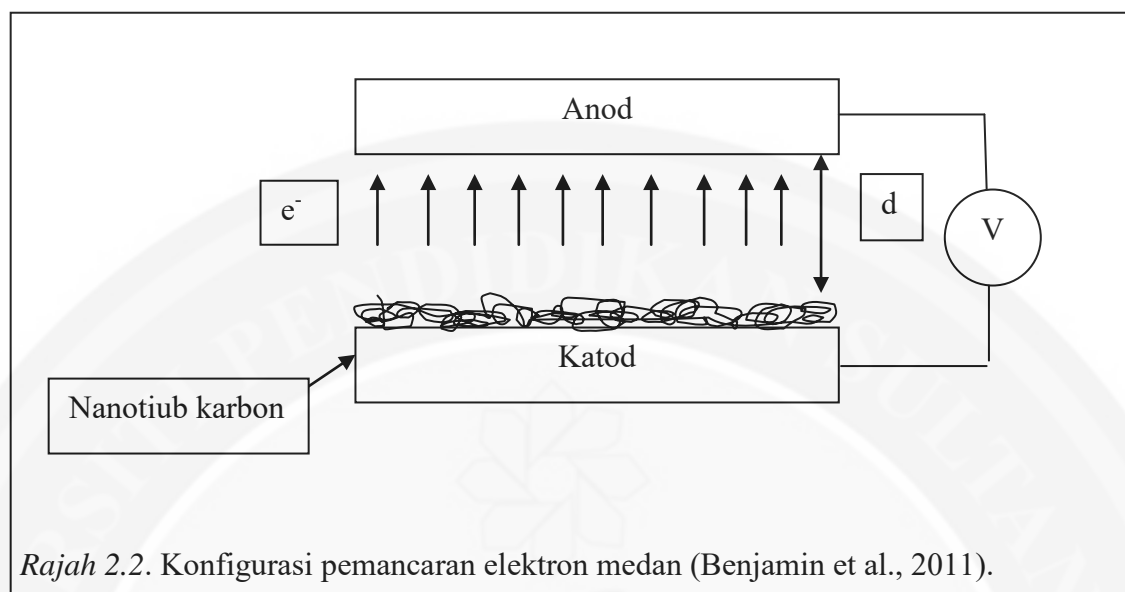 Anod
e⁻
d
V
Katod
Nanotiub karbon
Rajah 2.2. Konfigurasi pemancaran elektron medan (Benjamin et al., 2011).